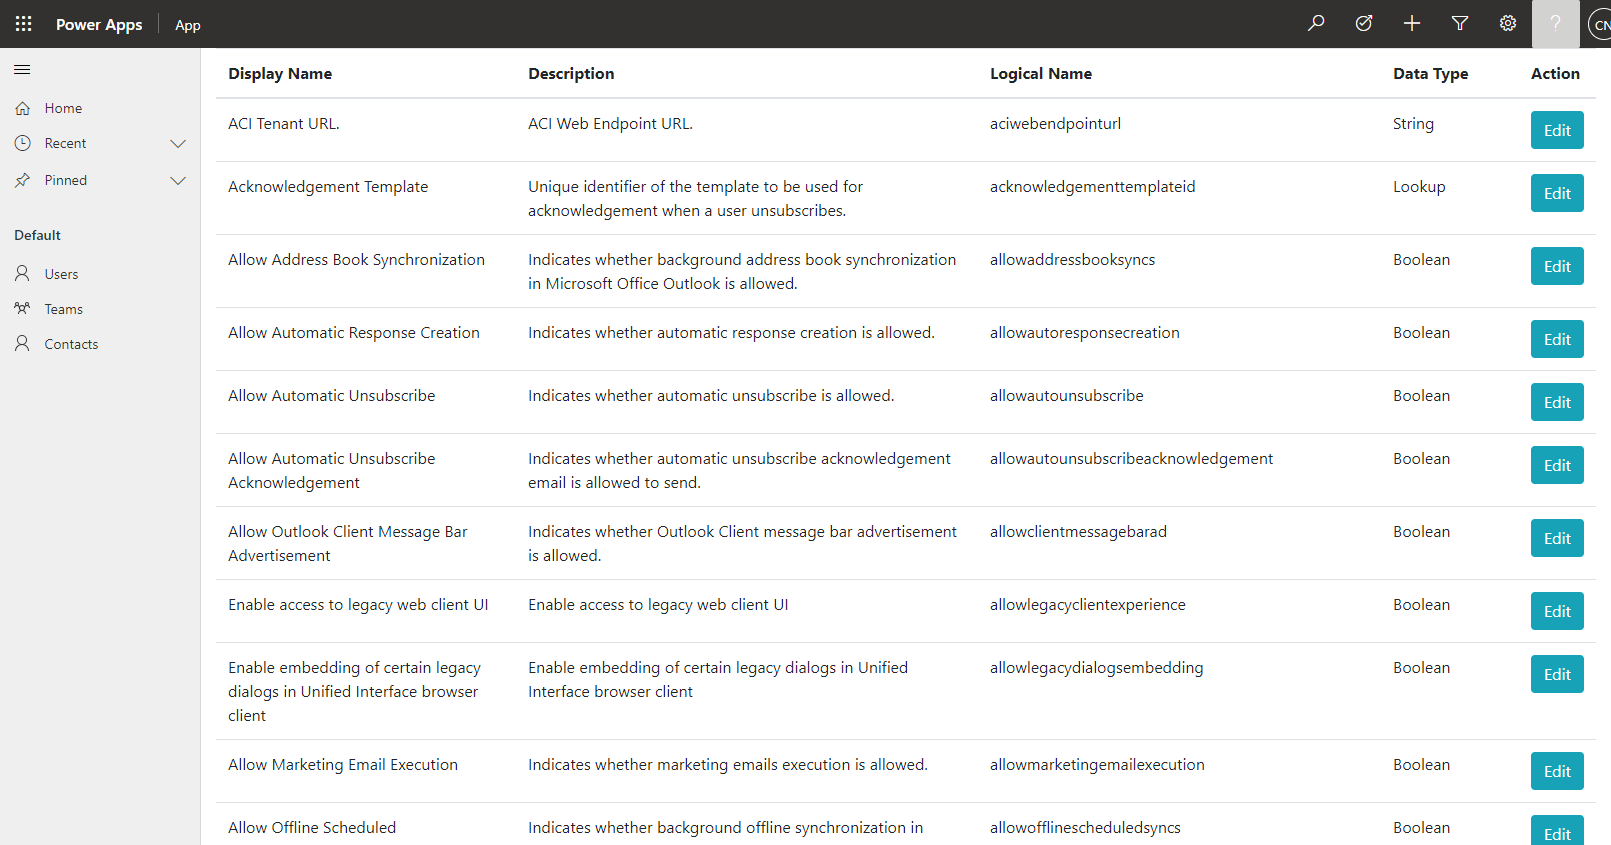 Power Apps App ? CN
Home
Recent
Pinned
Default
Users
Teams
Contacts
Display Name Description Logical Name Data Type Action
ACI Tenant URL. ACI Web Endpoint URL. aciwebendpointurl String Edit
Acknowledgement Template Unique identifier of the template to be used for acknowledgementtemplateid Lookup Edit
acknowledgement when a user unsubscribes.
Allow Address Book Synchronization Indicates whether background address book synchronization allowaddressbooksyncs Boolean Edit
in Microsoft Office Outlook is allowed.
Allow Automatic Response Creation Indicates whether automatic response creation is allowed. allowautoresponsecreation Boolean Edit
Allow Automatic Unsubscribe Indicates whether automatic unsubscribe is allowed. allowautounsubscribe Boolean Edit
Allow Automatic Unsubscribe Indicates whether automatic unsubscribe acknowledgement allowautounsubscribeacknowledgement Boolean Edit
Acknowledgement email is allowed to send.
Allow Outlook Client Message Bar Indicates whether Outlook Client message bar advertisement allowclientmessagebarad Boolean Edit
Advertisement is allowed.
Enable access to legacy web client UI Enable access to legacy web client UI allowlegacyclientexperience Boolean Edit
Enable embedding of certain legacy Enable embedding of certain legacy dialogs in Unified allowlegacydialogsembedding Boolean Edit
dialogs in Unified Interface browser Interface browser client
client
Allow Marketing Email Execution Indicates whether marketing emails execution is allowed. allowmarketingemailexecution Boolean Edit
Allow Offline Scheduled Indicates whether background offline synchronization in allowofflinescheduledsyncs Boolean Edit